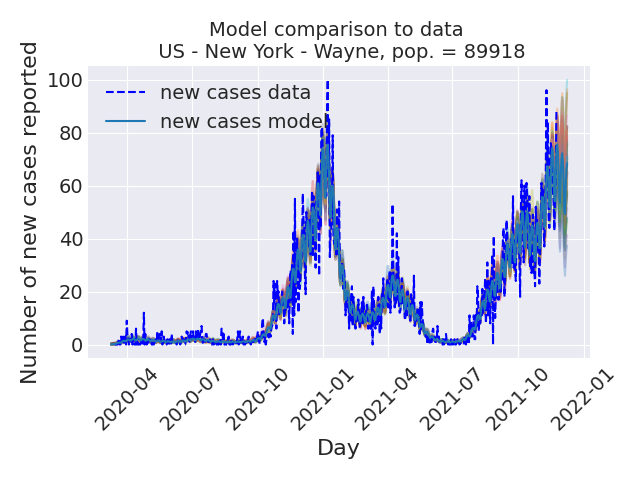 Model comparison to data
US - New York - Wayne, pop. = 89918
Number of new cases reported
100
80
60
40
20
0
new cases data
new cases model
2020-04
2020-07
2020-10
2021-01
2021-04
2021-07
2021-10
2022-01
Day